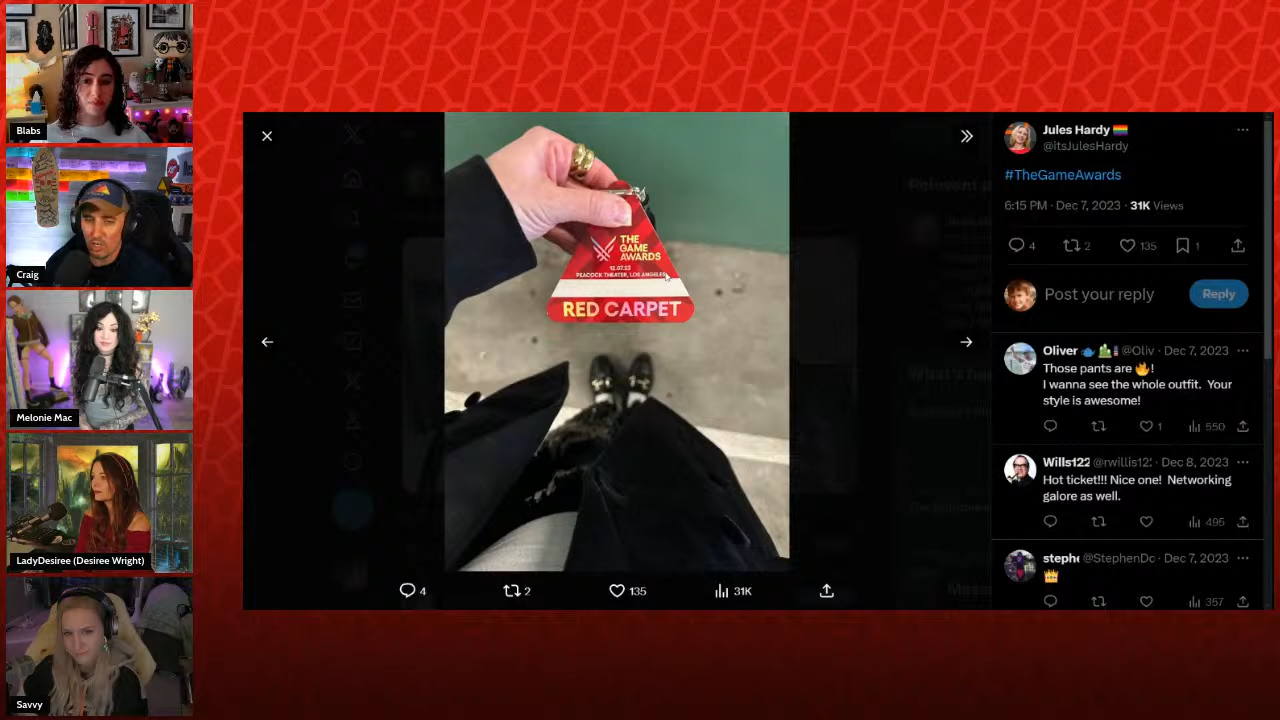 Blabs
Craig
Melonie Mac
LadyDesiree (Desiree Wright)
Savvy
THE
GAME
AWARDS
12.07.23
PEACOCK THEATER, LOS ANGELES
RED CARPET
4
2
135
31K
Jules Hardy 🏳️‍🌈
@itsJulesHardy
#TheGameAwards
6:15 PM · Dec 7, 2023 · 31K Views
4
2
135
1
Post your reply
Reply
Oliver @Oliv · Dec 7, 2023
Those pants are 🔥!
I wanna see the whole outfit. Your
style is awesome!
1
550
Wills122 @rwillis12 · Dec 8, 2023
Hot ticket!!! Nice one! Networking
galore as well.
495
stephe @StephenDc · Dec 7, 2023
👑
357